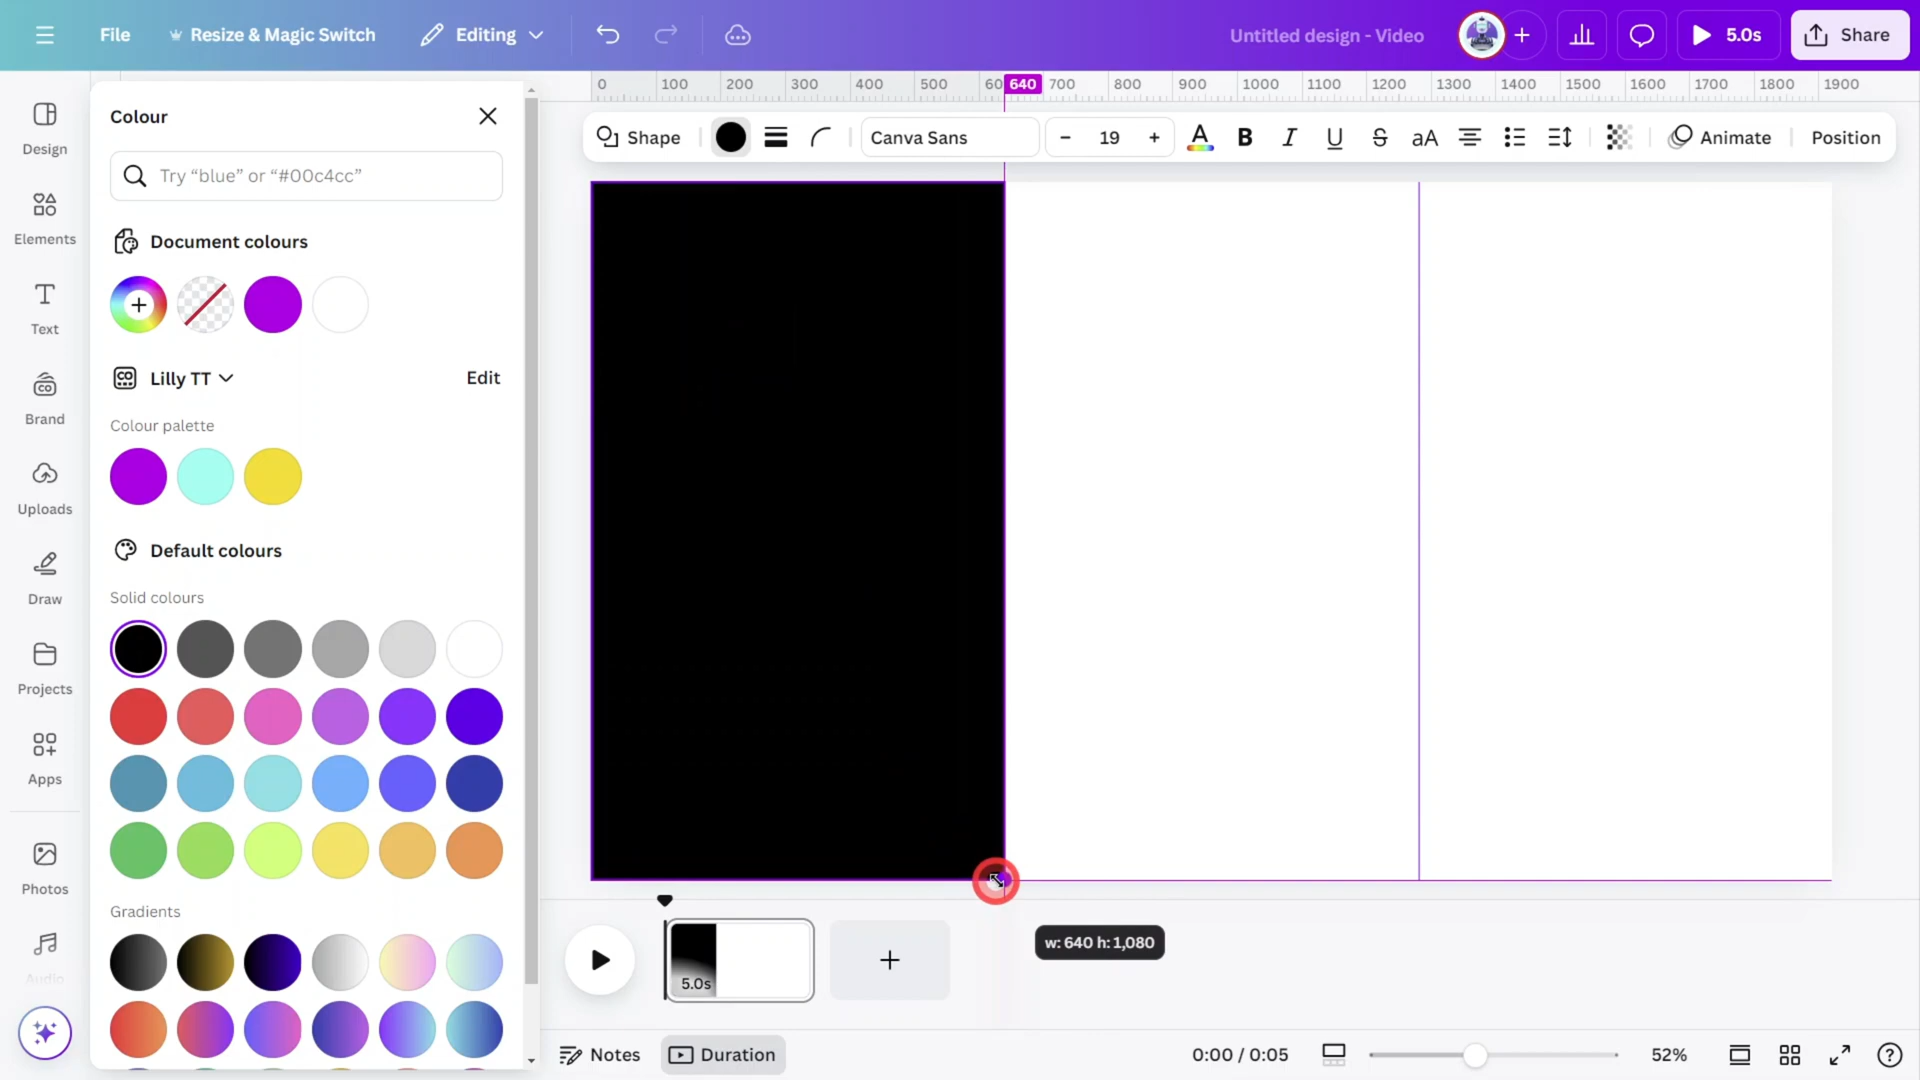 File
Resize & Magic Switch
Editing
Untitled design - Video
5.0s
Share
0 100 200 300 400 500 60 640 700 800 900 1000 1100 1200 1300 1400 1500 1600 1700 1800 1900
Design
Elements
Text
Brand
Uploads
Draw
Projects
Apps
Photos
Audio
Colour
Try “blue” or “#00c4cc”
Document colours
Lilly TT
Edit
Colour palette
Default colours
Solid colours
Gradients
Shape
Canva Sans
- 19 +
A B I U S aA
Animate
Position
w: 640 h: 1,080
5.0s
Notes
Duration
0:00 / 0:05
52%